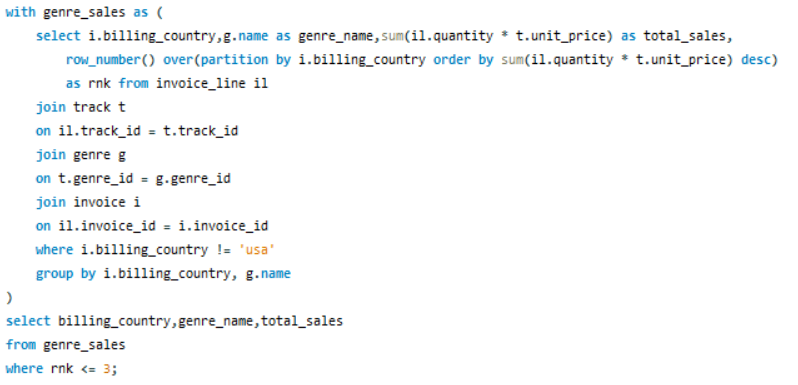 with genre_sales as (
select i.billing_country,g.name as genre_name,sum(il.quantity * t.unit_price) as total_sales,
row_number() over(partition by i.billing_country order by sum(il.quantity * t.unit_price) desc)
as rnk from invoice_line il
join track t
on il.track_id = t.track_id
join genre g
on t.genre_id = g.genre_id
join invoice i
on il.invoice_id = i.invoice_id
where i.billing_country != 'usa'
group by i.billing_country, g.name
)
select billing_country,genre_name,total_sales
from genre_sales
where rnk <= 3;